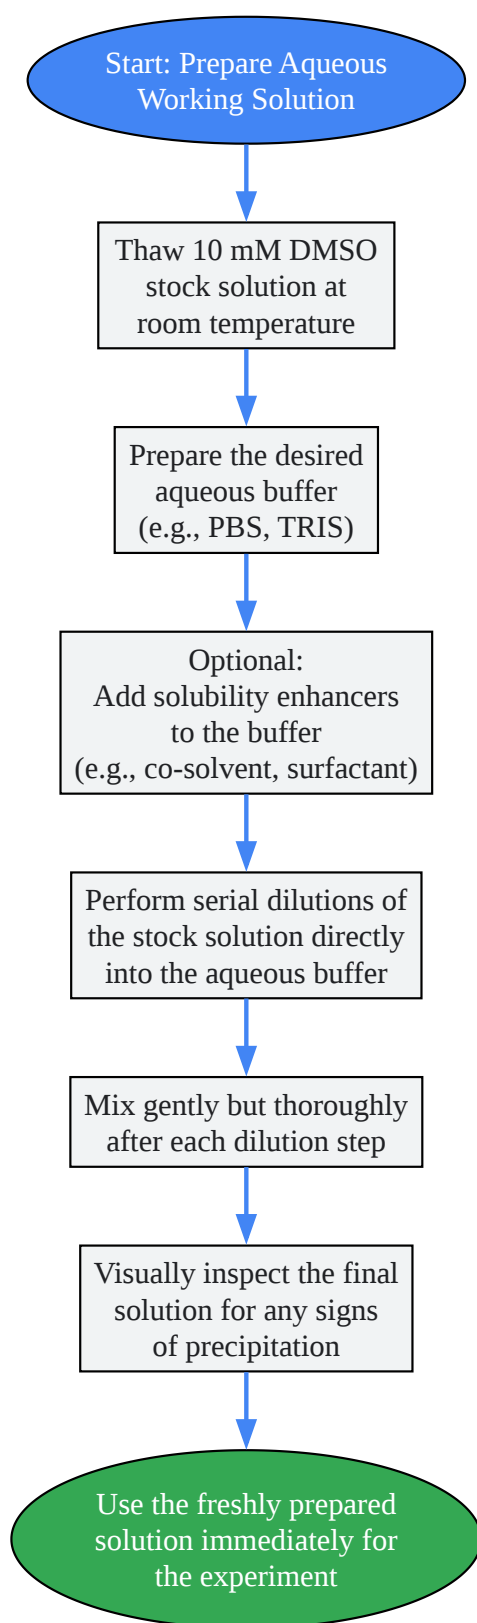 Start: Prepare Aqueous
Working Solution
Thaw 10 mM DMSO
stock solution at
room temperature
Prepare the desired
aqueous buffer
(e.g., PBS, TRIS)
Optional:
Add solubility enhancers
to the buffer
(e.g., co-solvent, surfactant)
Perform serial dilutions of
the stock solution directly
into the aqueous buffer
Mix gently but thoroughly
after each dilution step
Visually inspect the final
solution for any signs
of precipitation
Use the freshly prepared
solution immediately for
the experiment